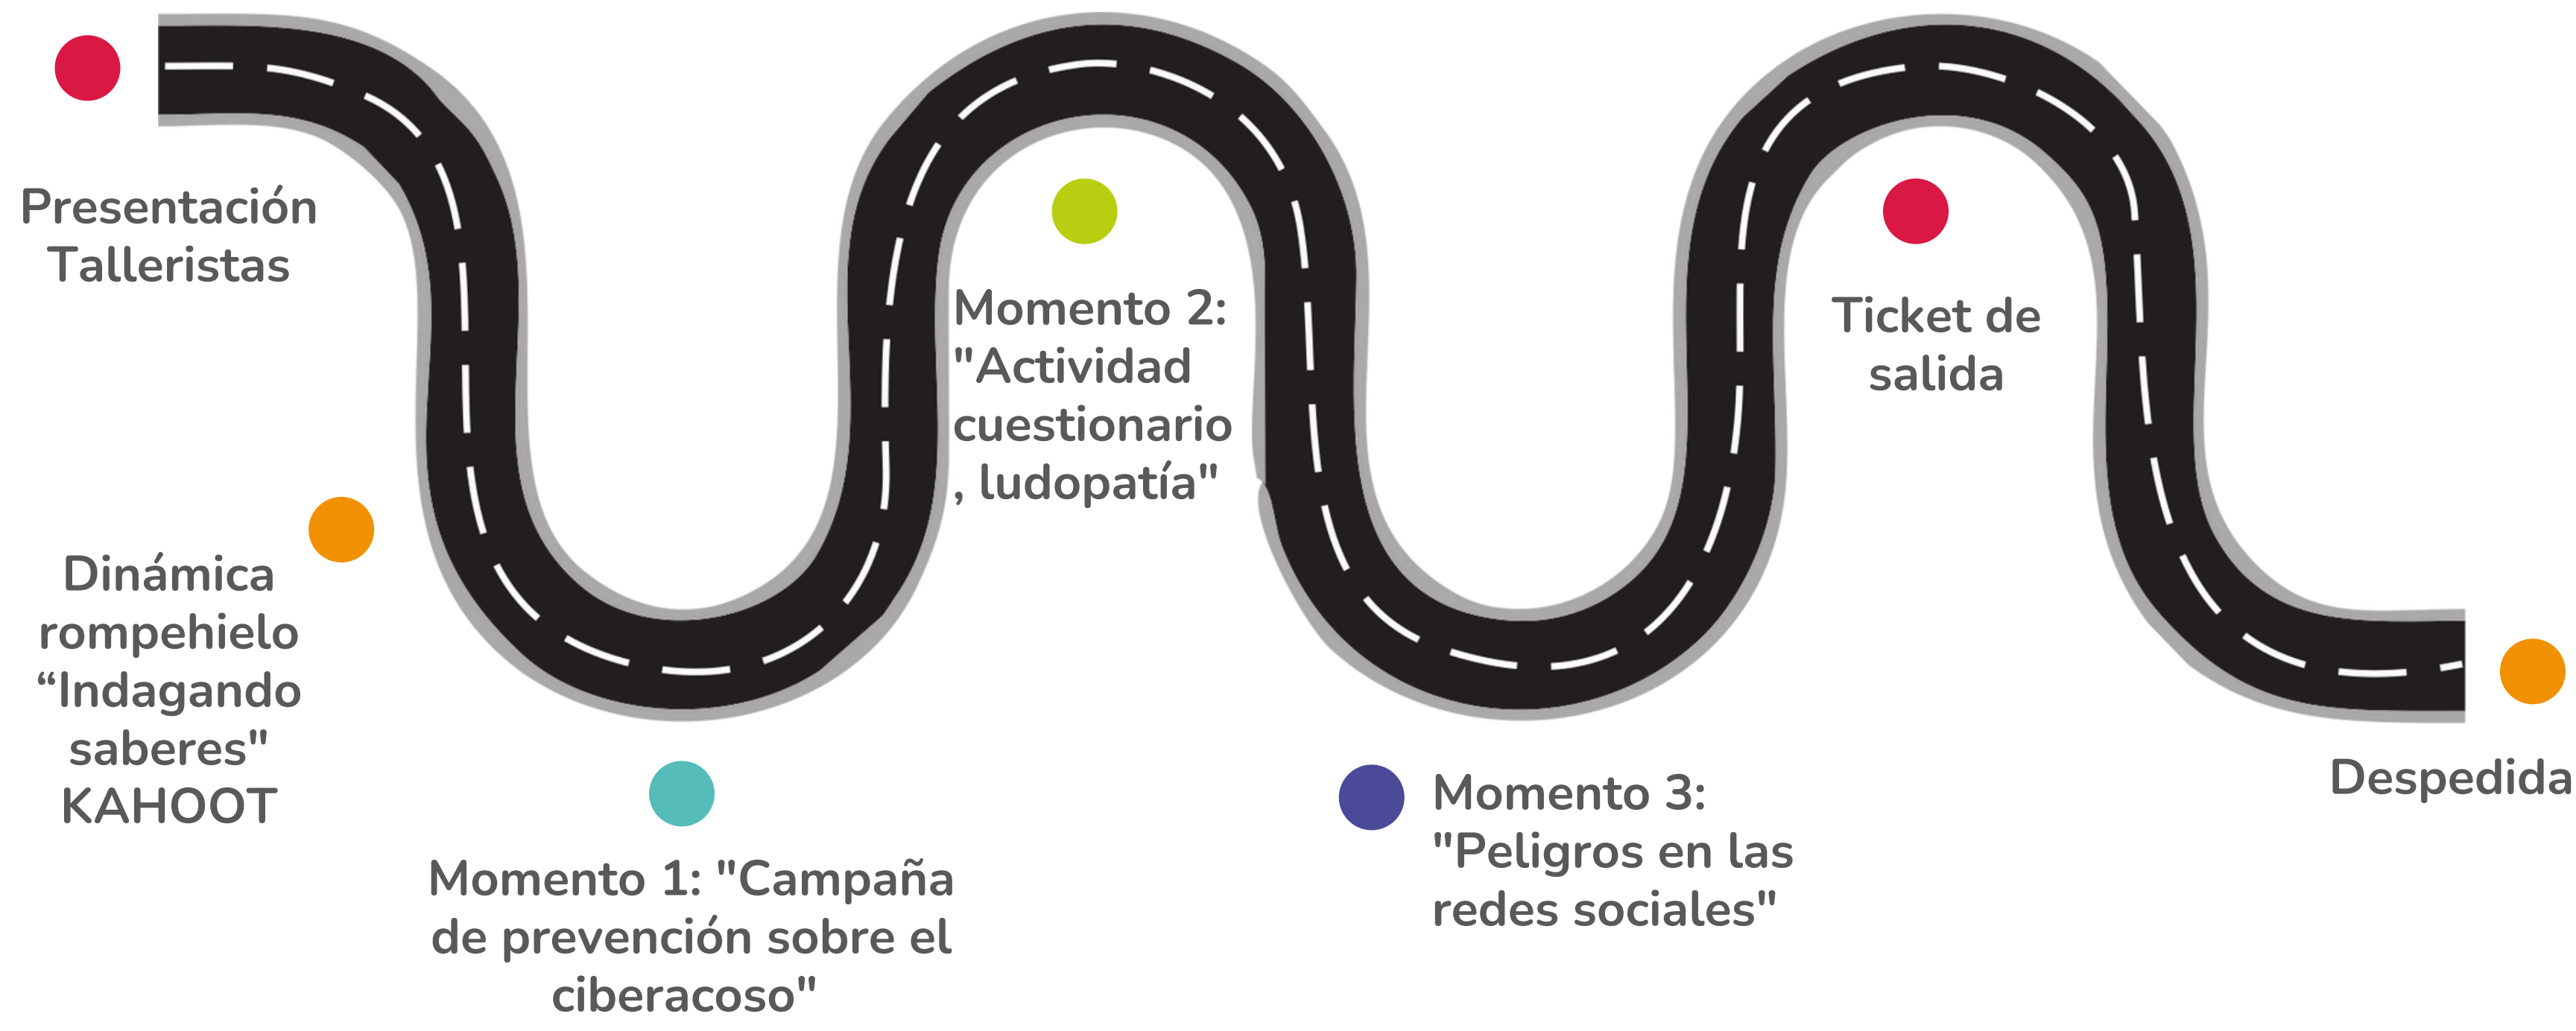 Presentación
Talleristas
Dinámica
rompehielo
“Indagando
saberes"
KAHOOT
Momento 1: "Campaña
de prevención sobre el
ciberacoso"
Momento 2:
"Actividad
cuestionario
, ludopatía"
Momento 3:
"Peligros en las
redes sociales"
Ticket de
salida
Despedida